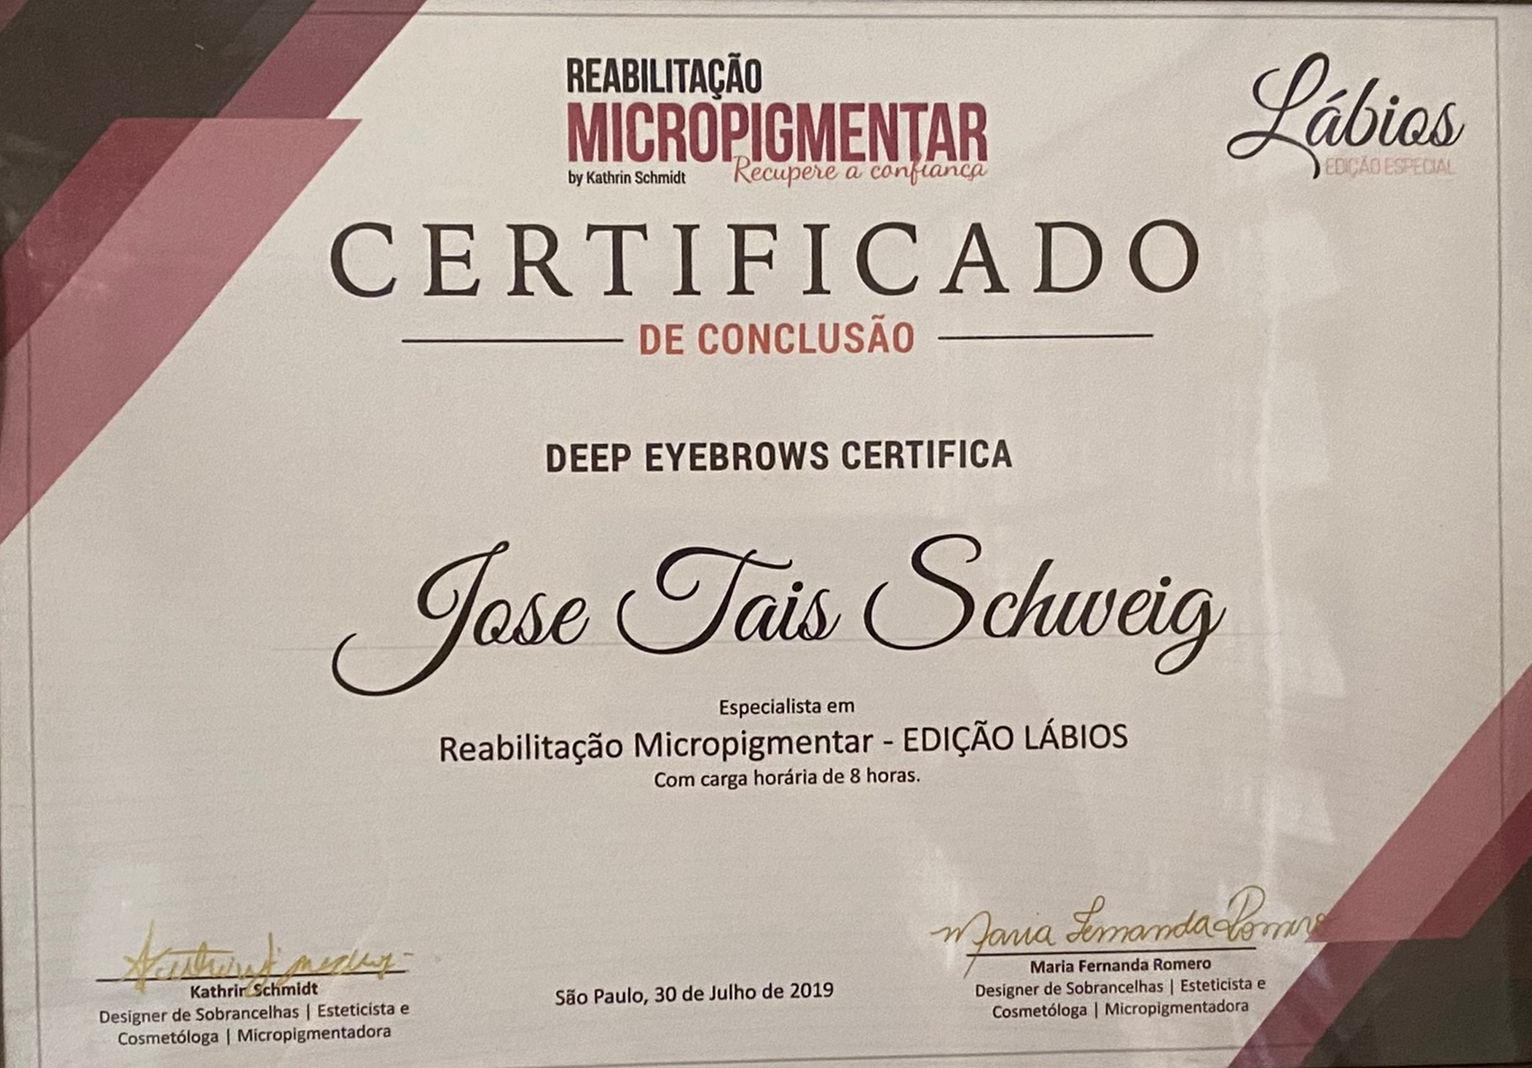 REABILITAÇÃO
MICROPIGMENTAR
by Kathrin Schmidt Recupere a confiança
Lábios
EDIÇÃO ESPECIAL
CERTIFICADO
DE CONCLUSÃO
DEEP EYEBROWS CERTIFICA
Jose Tais Schweig
Especialista em
Reabilitação Micropigmentar - EDIÇÃO LÁBIOS
Com carga horária de 8 horas.
Kathrin Schmidt
Designer de Sobrancelhas | Esteticista e
Cosmetóloga | Micropigmentadora
São Paulo, 30 de Julho de 2019
Maria Fernanda Romero
Maria Fernanda Romero
Designer de Sobrancelhas | Esteticista e
Cosmetóloga | Micropigmentadora